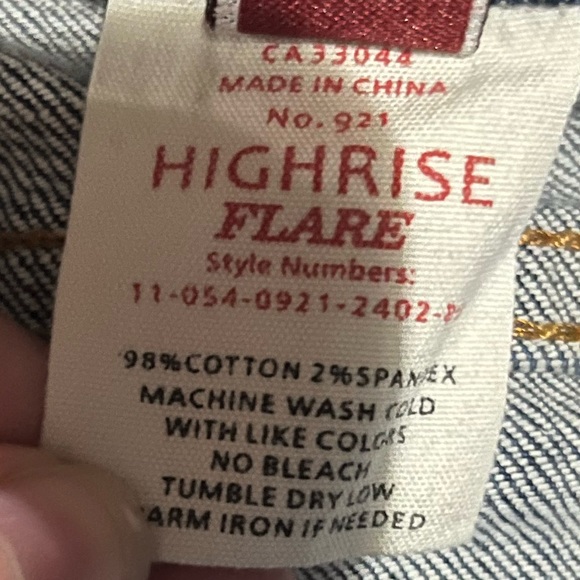 CA33044
MADE IN CHINA
No. 921
HIGHRISE
FLARE
Style Numbers:
11-054-0921-2402-
98%COTTON 2%SPANDEX
MACHINE WASH COLD
WITH LIKE COLORS
NO BLEACH
TUMBLE DRY LOW
ARM IRON IF NEEDED